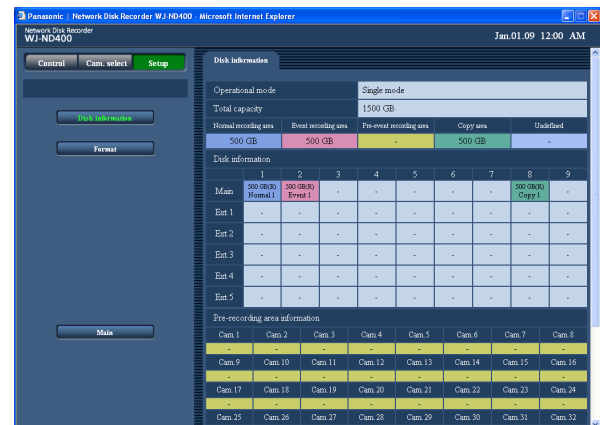 Panasonic | Network Disk Recorder WJ-ND400 - Microsoft Internet Explorer
Network Disk Recorder
WJ-ND400
Jan.01.09 12:00 AM
Control Cam. select Setup
Disk information
Format
Main
Disk information
Operational mode Single mode
Total capacity 1500 GB
Normal recording area Event recording area Pre-event recording area Copy area Undefined
500 GB 500 GB - 500 GB -
Disk information
1 2 3 4 5 6 7 8 9
Main 500 GB(R) 500 GB(R) - - - - - 500 GB(R) -
Normal 1 Event 1 Copy 1
Ext.1 - - - - - - - - -
Ext.2 - - - - - - - - -
Ext.3 - - - - - - - - -
Ext.4 - - - - - - - - -
Ext.5 - - - - - - - - -
Pre-recording area information
Cam.1 Cam.2 Cam.3 Cam.4 Cam.5 Cam.6 Cam.7 Cam.8
- - - - - - - -
Cam.9 Cam.10 Cam.11 Cam.12 Cam.13 Cam.14 Cam.15 Cam.16
- - - - - - - -
Cam.17 Cam.18 Cam.19 Cam.20 Cam.21 Cam.22 Cam.23 Cam.24
- - - - - - - -
Cam.25 Cam.26 Cam.27 Cam.28 Cam.29 Cam.30 Cam.31 Cam.32